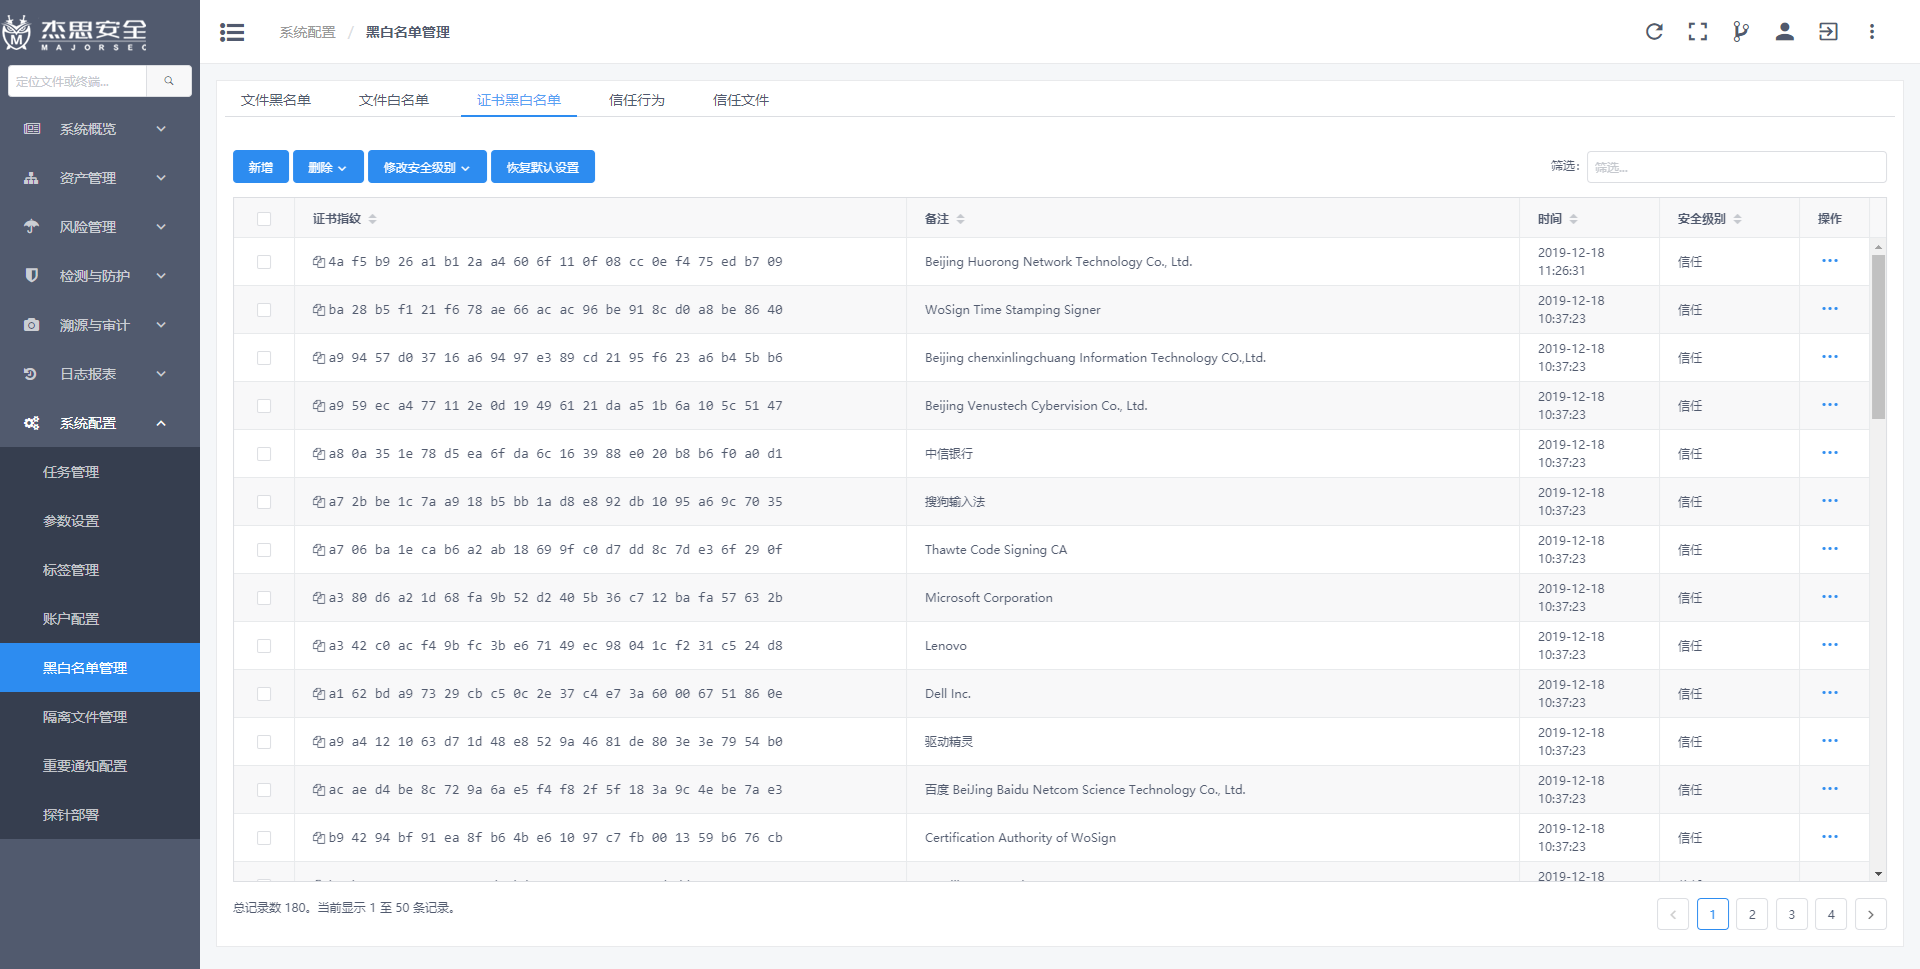 杰思安全
MAJORSEC
定位文件或终端...
系统概览
资产管理
风险管理
检测与防护
溯源与审计
日志报表
系统配置
任务管理
参数设置
标签管理
账户配置
黑白名单管理
隔离文件管理
重要通知配置
探针部署
系统配置 / 黑白名单管理
文件黑名单 文件白名单 证书黑白名单 信任行为 信任文件
新增 删除 修改安全级别 恢复默认设置 筛选: 筛选...
证书指纹 备注 时间 安全级别 操作
4a f5 b9 26 a1 b1 2a a4 60 6f 11 0f 08 cc 0e f4 75 ed b7 09 Beijing Huorong Network Technology Co., Ltd. 2019-12-18 11:26:31 信任
ba 28 b5 f1 21 f6 78 ae 66 ac ac 96 be 91 8c d0 a8 be 86 40 WoSign Time Stamping Signer 2019-12-18 10:37:23 信任
a9 94 57 d0 37 16 a6 94 97 e3 89 cd 21 95 f6 23 a6 b4 5b b6 Beijing chenxinlingchuang Information Technology CO.,Ltd. 2019-12-18 10:37:23 信任
a9 59 ec a4 77 11 2e 0d 19 49 61 21 da a5 1b 6a 10 5c 51 47 Beijing Venustech Cybervision Co., Ltd. 2019-12-18 10:37:23 信任
a8 0a 35 1e 78 d5 ea 6f da 6c 16 39 88 e0 20 b8 b6 f0 a0 d1 中信银行 2019-12-18 10:37:23 信任
a7 2b be 1c 7a a9 18 b5 bb 1a d8 e8 92 db 10 95 a6 9c 70 35 搜狗输入法 2019-12-18 10:37:23 信任
a7 06 ba 1e ca b6 a2 ab 18 69 9f c0 d7 dd 8c 7d e3 6f 29 0f Thawte Code Signing CA 2019-12-18 10:37:23 信任
a3 80 d6 a2 1d 68 fa 9b 52 d2 40 5b 36 c7 12 ba fa 57 63 2b Microsoft Corporation 2019-12-18 10:37:23 信任
a3 42 c0 ac f4 9b fc 3b e6 71 49 ec 98 04 1c f2 31 c5 24 d8 Lenovo 2019-12-18 10:37:23 信任
a1 62 bd a9 73 29 cb c5 0c 2e 37 c4 e7 3a 60 00 67 51 86 0e Dell Inc. 2019-12-18 10:37:23 信任
a9 a4 12 10 63 d7 1d 48 e8 52 9a 46 81 de 80 3e 3e 79 54 b0 驱动精灵 2019-12-18 10:37:23 信任
ac ae d4 be 8c 72 9a 6a e5 f4 f8 2f 5f 18 3a 9c 4e be 7a e3 百度 BeiJing Baidu Netcom Science Technology Co., Ltd. 2019-12-18 10:37:23 信任
b9 42 94 bf 91 ea 8f b6 4b e6 10 97 c7 fb 00 13 59 b6 76 cb Certification Authority of WoSign 2019-12-18 10:37:23 信任
2019-12-18
总记录数 180。当前显示 1 至 50 条记录。 1 2 3 4